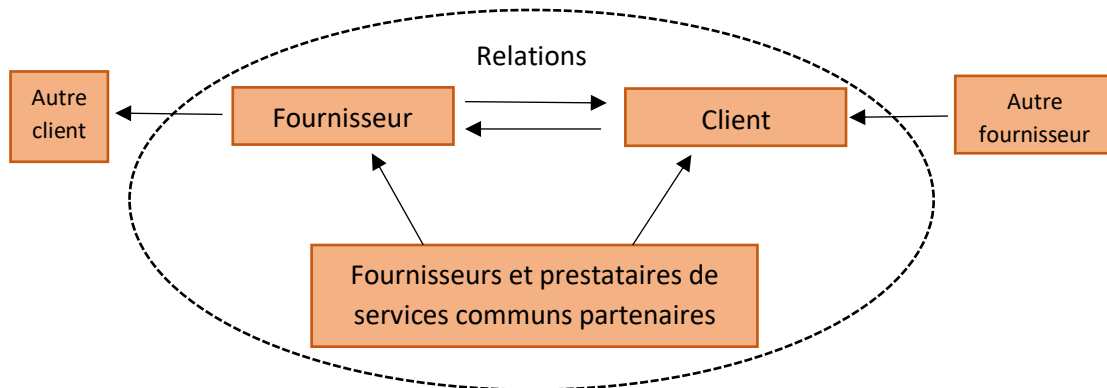 Relations
Autre
client
Fournisseur
Client
Autre
fournisseur
Fournisseurs et prestataires de
services communs partenaires